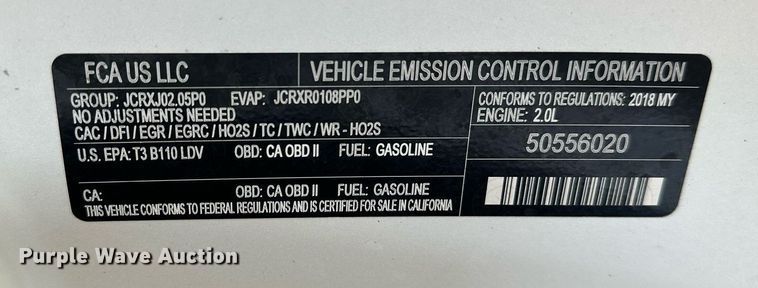 FCA US LLC
VEHICLE EMISSION CONTROL INFORMATION
GROUP: JCRXJ02.05P0 EVAP: JCRXR0108PP0
NO ADJUSTMENTS NEEDED
CAC / DFI / EGR / EGRC / HO2S / TC / TWC / WR - HO2S
CONFORMS TO REGULATIONS: 2018 MY
ENGINE: 2.0L
U.S. EPA: T3 B110 LDV OBD: CA OBD II FUEL: GASOLINE
50556020
CA: OBD: CA OBD II FUEL: GASOLINE
THIS VEHICLE CONFORMS TO FEDERAL REGULATIONS AND IS CERTIFIED FOR SALE IN CALIFORNIA
Purple Wave Auction